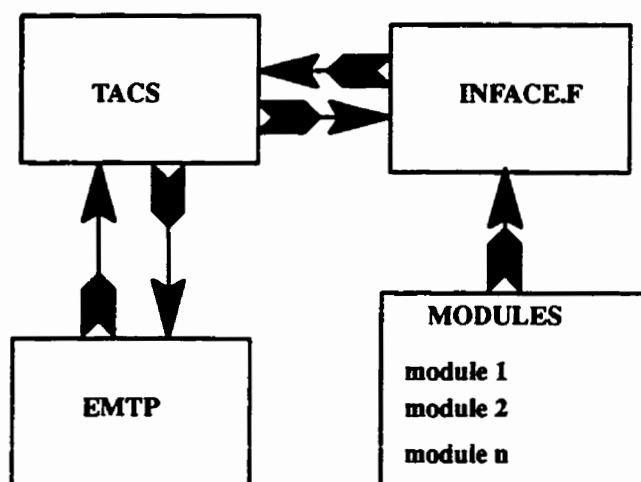 TACS
INFACE.F
EMTP
MODULES
module 1
module 2
module n